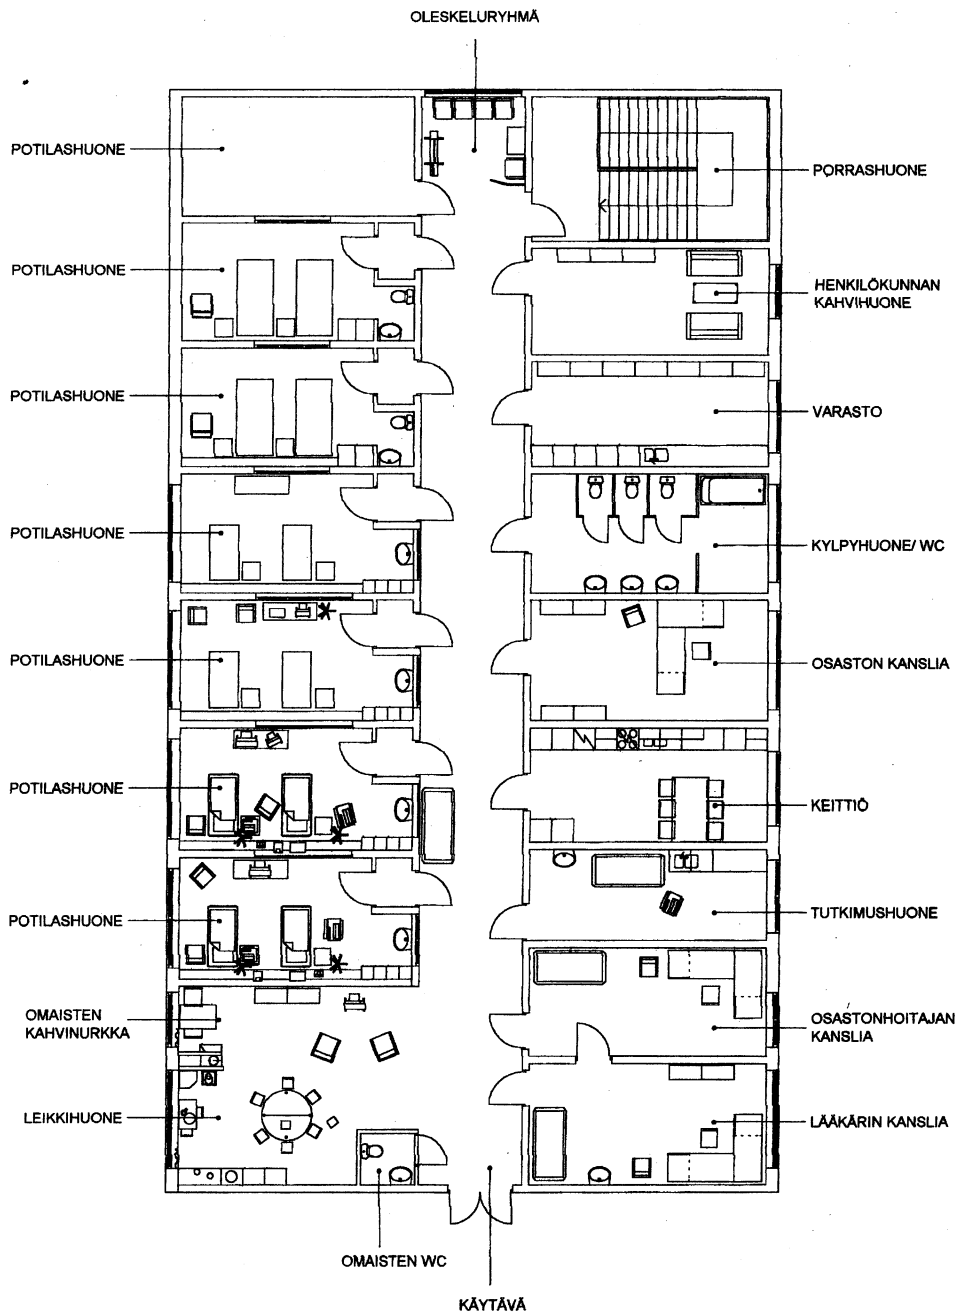 OLESKELURYHMÄ
POTILASHUONE
PORRASHUONE
POTILASHUONE
HENKILÖKUNNAN
KAHVIHUONE
POTILASHUONE
VARASTO
POTILASHUONE
KYLPYHUONE/ WC
POTILASHUONE
OSASTON KANSLIA
POTILASHUONE
KEITTIÖ
POTILASHUONE
TUTKIMUSHUONE
OMAISTEN
KAHVINURKKA
OSASTONHOITAJAN
KANSLIA
LEIKKIHUONE
LÄÄKÄRIN KANSLIA
OMAISTEN WC
KÄYTÄVÄ